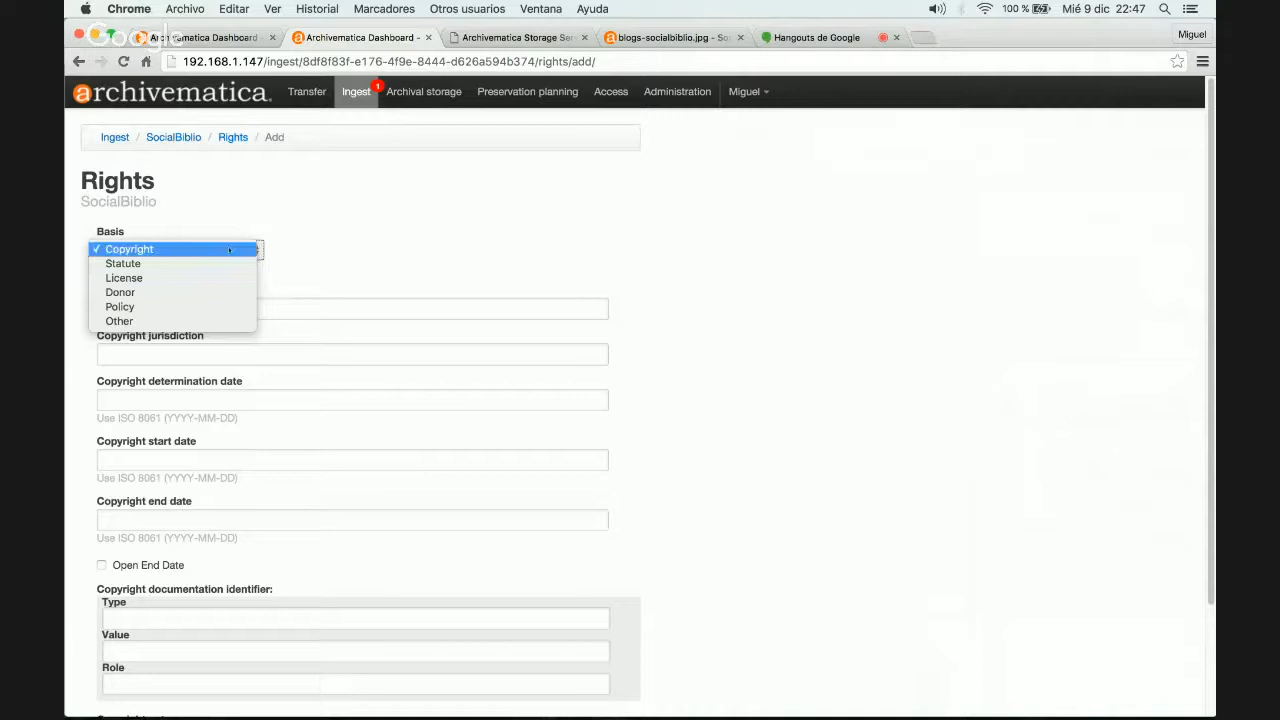 Chrome Archivo Editar Ver Historial Marcadores Otros usuarios Ventana Ayuda 100 % Mié 9 dic 22:47
Google
Archivematica Dashboard - Archivematica Dashboard - Archivematica Storage Ser blogs-socialbiblio.jpg - So Hangouts de Google Miguel
192.168.1.147/ingest/8df8f83f-e176-4f9e-8444-d626a594b374/rights/add/
archivematica. Transfer Ingest 1 Archival storage Preservation planning Access Administration Miguel
Ingest / SocialBiblio / Rights / Add
Rights
SocialBiblio
Basis
✓ Copyright
Statute
License
Donor
Policy
Other
Copyright jurisdiction
Copyright determination date
Use ISO 8061 (YYYY-MM-DD)
Copyright start date
Use ISO 8061 (YYYY-MM-DD)
Copyright end date
Use ISO 8061 (YYYY-MM-DD)
Open End Date
Copyright documentation identifier:
Type
Value
Role